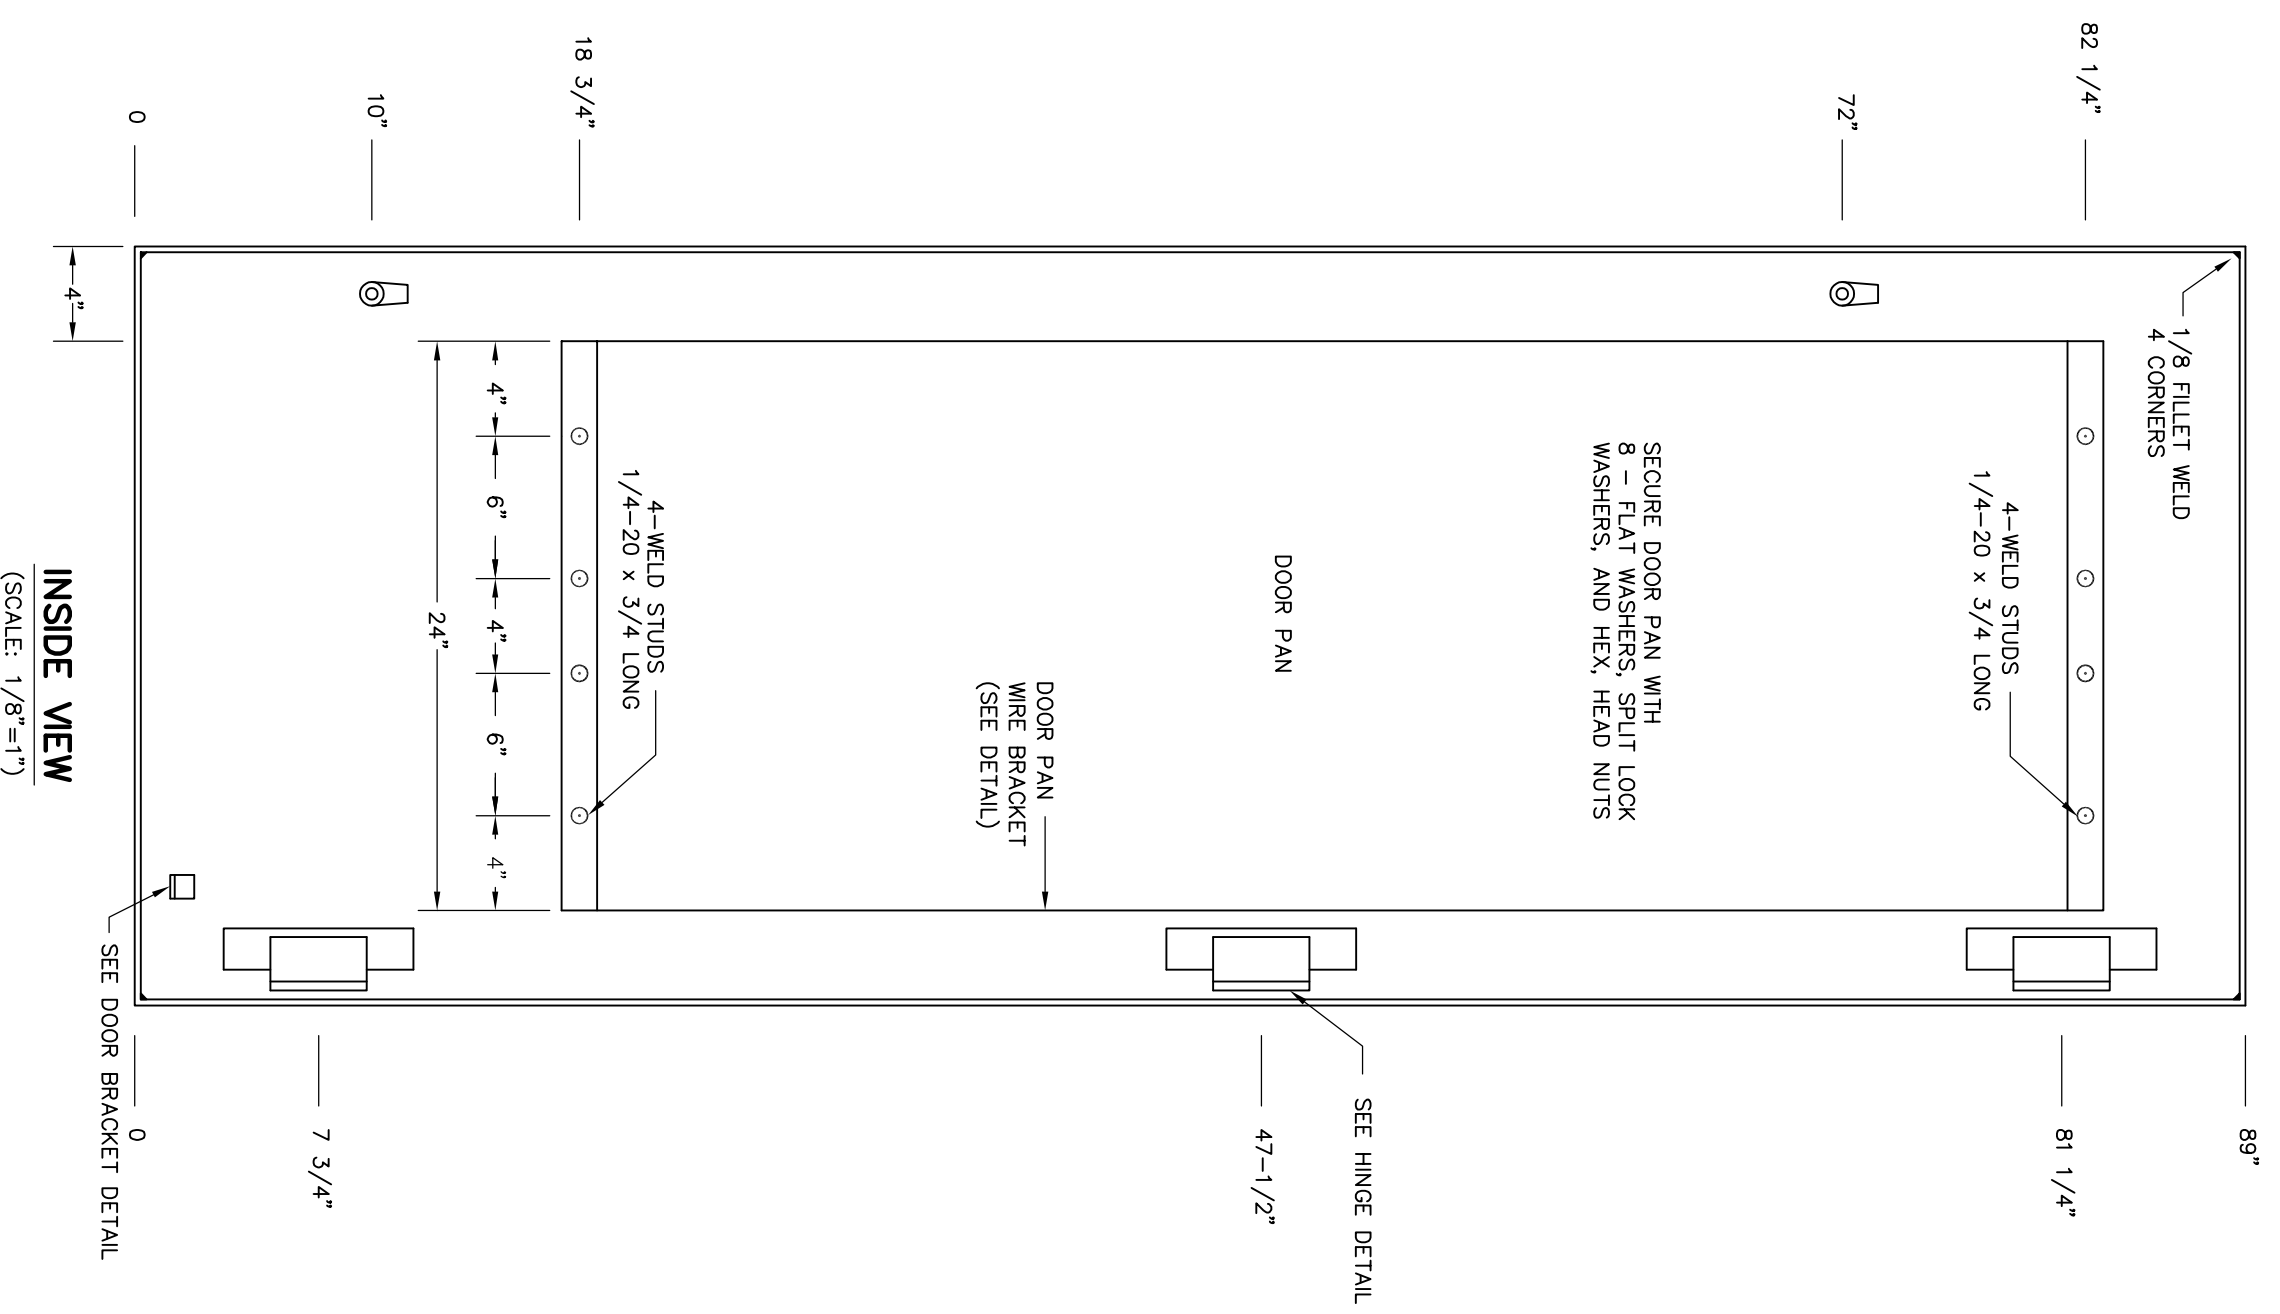 89"
82 1/4"
81 1/4"
1/8 FILLET WELD
4 CORNERS
4-WELD STUDS
1/4-20 x 3/4 LONG
72"
SECURE DOOR PAN WITH
8 - FLAT WASHERS, SPLIT LOCK
WASHERS, AND HEX, HEAD NUTS
SEE HINGE DETAIL
DOOR PAN
47-1/2"
DOOR PAN
WIRE BRACKET
(SEE DETAIL)
4-WELD STUDS
1/4-20 x 3/4 LONG
18 3/4"
4"
6"
4"
6"
4"
24"
10"
7 3/4"
0
0
SEE DOOR BRACKET DETAIL
4"
INSIDE VIEW
(SCALE: 1/8"=1")